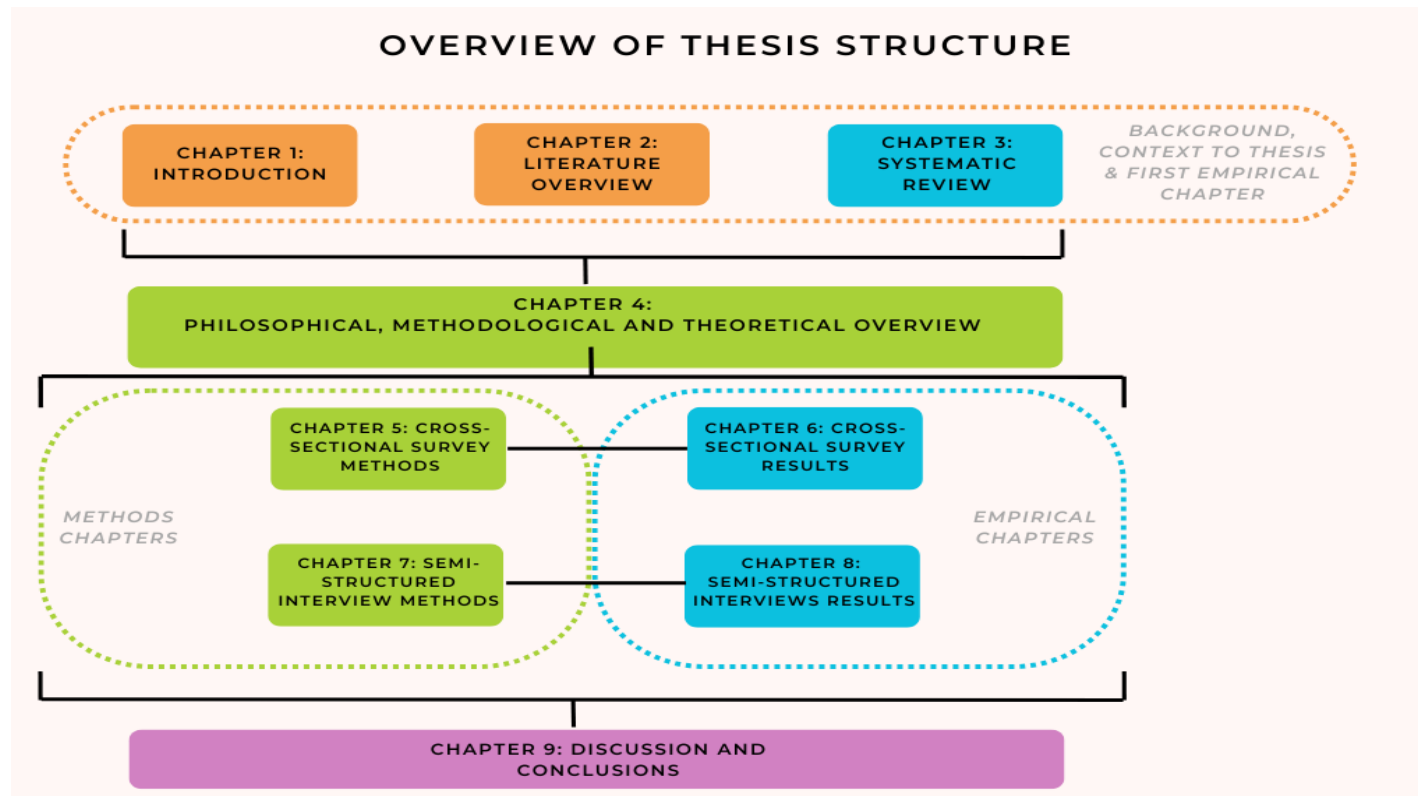 OVERVIEW OF THESIS STRUCTURE
CHAPTER 1:
INTRODUCTION
CHAPTER 2:
LITERATURE
OVERVIEW
CHAPTER 3:
SYSTEMATIC
REVIEW
BACKGROUND,
CONTEXT TO THESIS
& FIRST EMPIRICAL
CHAPTER
CHAPTER 4:
PHILOSOPHICAL, METHODOLOGICAL AND THEORETICAL OVERVIEW
METHODS
CHAPTERS
CHAPTER 5: CROSS-
SECTIONAL SURVEY
METHODS
CHAPTER 6: CROSS-
SECTIONAL SURVEY
RESULTS
CHAPTER 7: SEMI-
STRUCTURED
INTERVIEW METHODS
CHAPTER 8:
SEMI-STRUCTURED
INTERVIEWS RESULTS
EMPIRICAL
CHAPTERS
CHAPTER 9: DISCUSSION AND
CONCLUSIONS